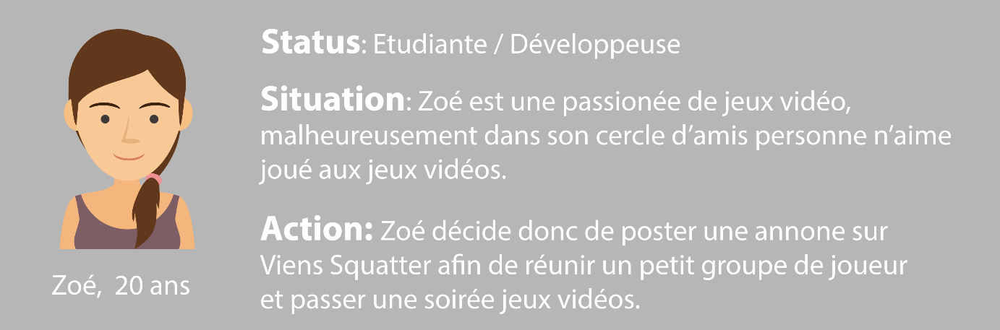 Status: Etudiante / Développeuse
Situation: Zoé est une passionée de jeux vidéo,
malheureusement dans son cercle d’amis personne n’aime
joué aux jeux vidéos.
Action: Zoé décide donc de poster une annone sur
Viens Squatter afin de réunir un petit groupe de joueur
et passer une soirée jeux vidéos.
Zoé, 20 ans